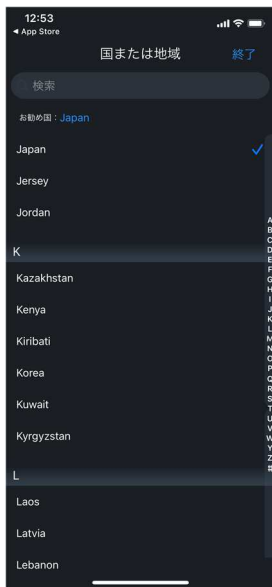 12:53
◀ App Store
国または地域 終了
検索
お勧め国：Japan
Japan
Jersey
Jordan
K
Kazakhstan
Kenya
Kiribati
Korea
Kuwait
Kyrgyzstan
L
Laos
Latvia
Lebanon
A
B
C
D
E
F
G
H
I
J
K
L
M
N
O
P
Q
R
S
T
U
V
W
Y
Z
#